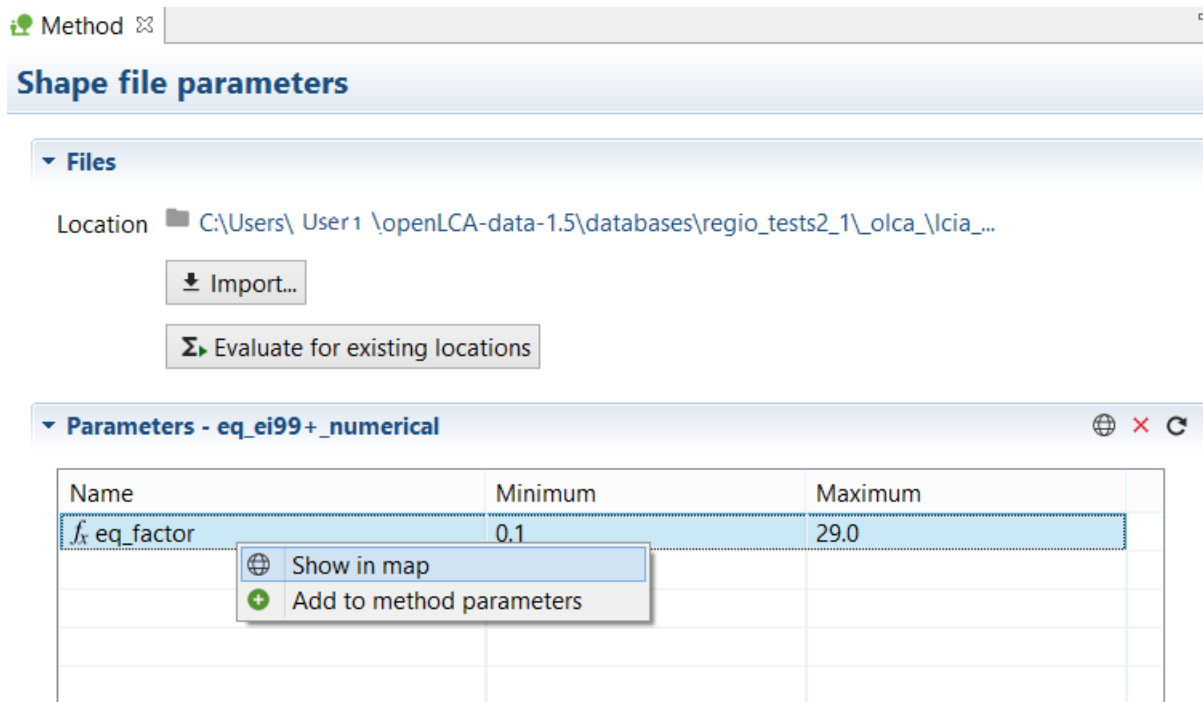 Method
Shape file parameters
Files
Location C:\Users\ User1 \openLCA-data-1.5\databases\regio_tests2_1\_olca_\lcia_...
Import...
Evaluate for existing locations
Parameters - eq_ei99+_numerical
Name Minimum Maximum
fx eq_factor 0.1 29.0
Show in map
Add to method parameters